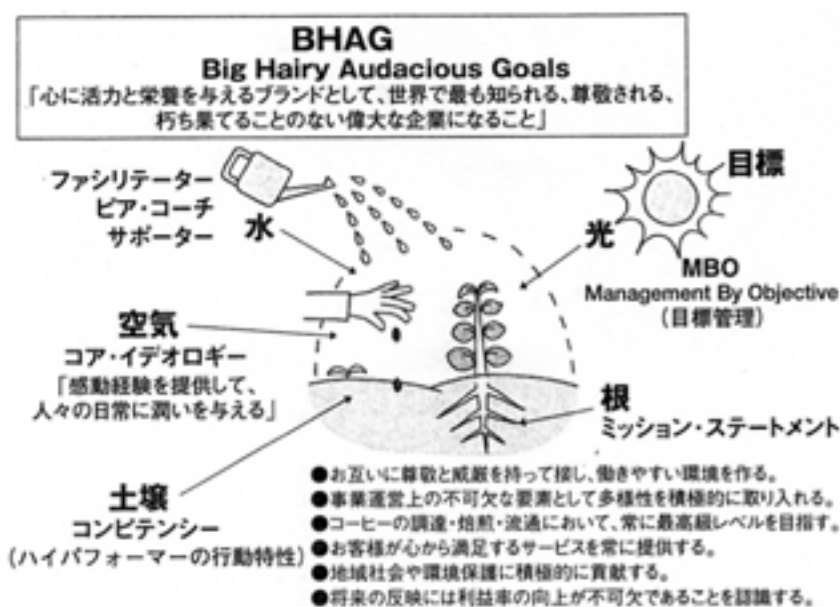 BHAG
Big Hairy Audacious Goals
「心に活力と栄養を与えるブランドとして、世界で最も知られる、尊敬される、
朽ち果てることのない偉大な企業になること」
ファシリテーター
ピア・コーチ
サポーター
水
目標
光
MBO
Management By Objective
(目標管理)
空気
コア・イデオロギー
「感動経験を提供して、
人々の日常に潤いを与える」
根
ミッション・ステートメント
土壌
コンピテンシー
(ハイパフォーマーの行動特性)
●お互いに尊敬と威厳を持って接し、働きやすい環境を作る。
●事業運営上の不可欠な要素として多様性を積極的に取り入れる。
●コーヒーの調達・焙煎・流通において、常に最高級レベルを目指す。
●お客様が心から満足するサービスを常に提供する。
●地域社会や環境保護に積極的に貢献する。
●将来の反映には利益率の向上が不可欠であることを認識する。